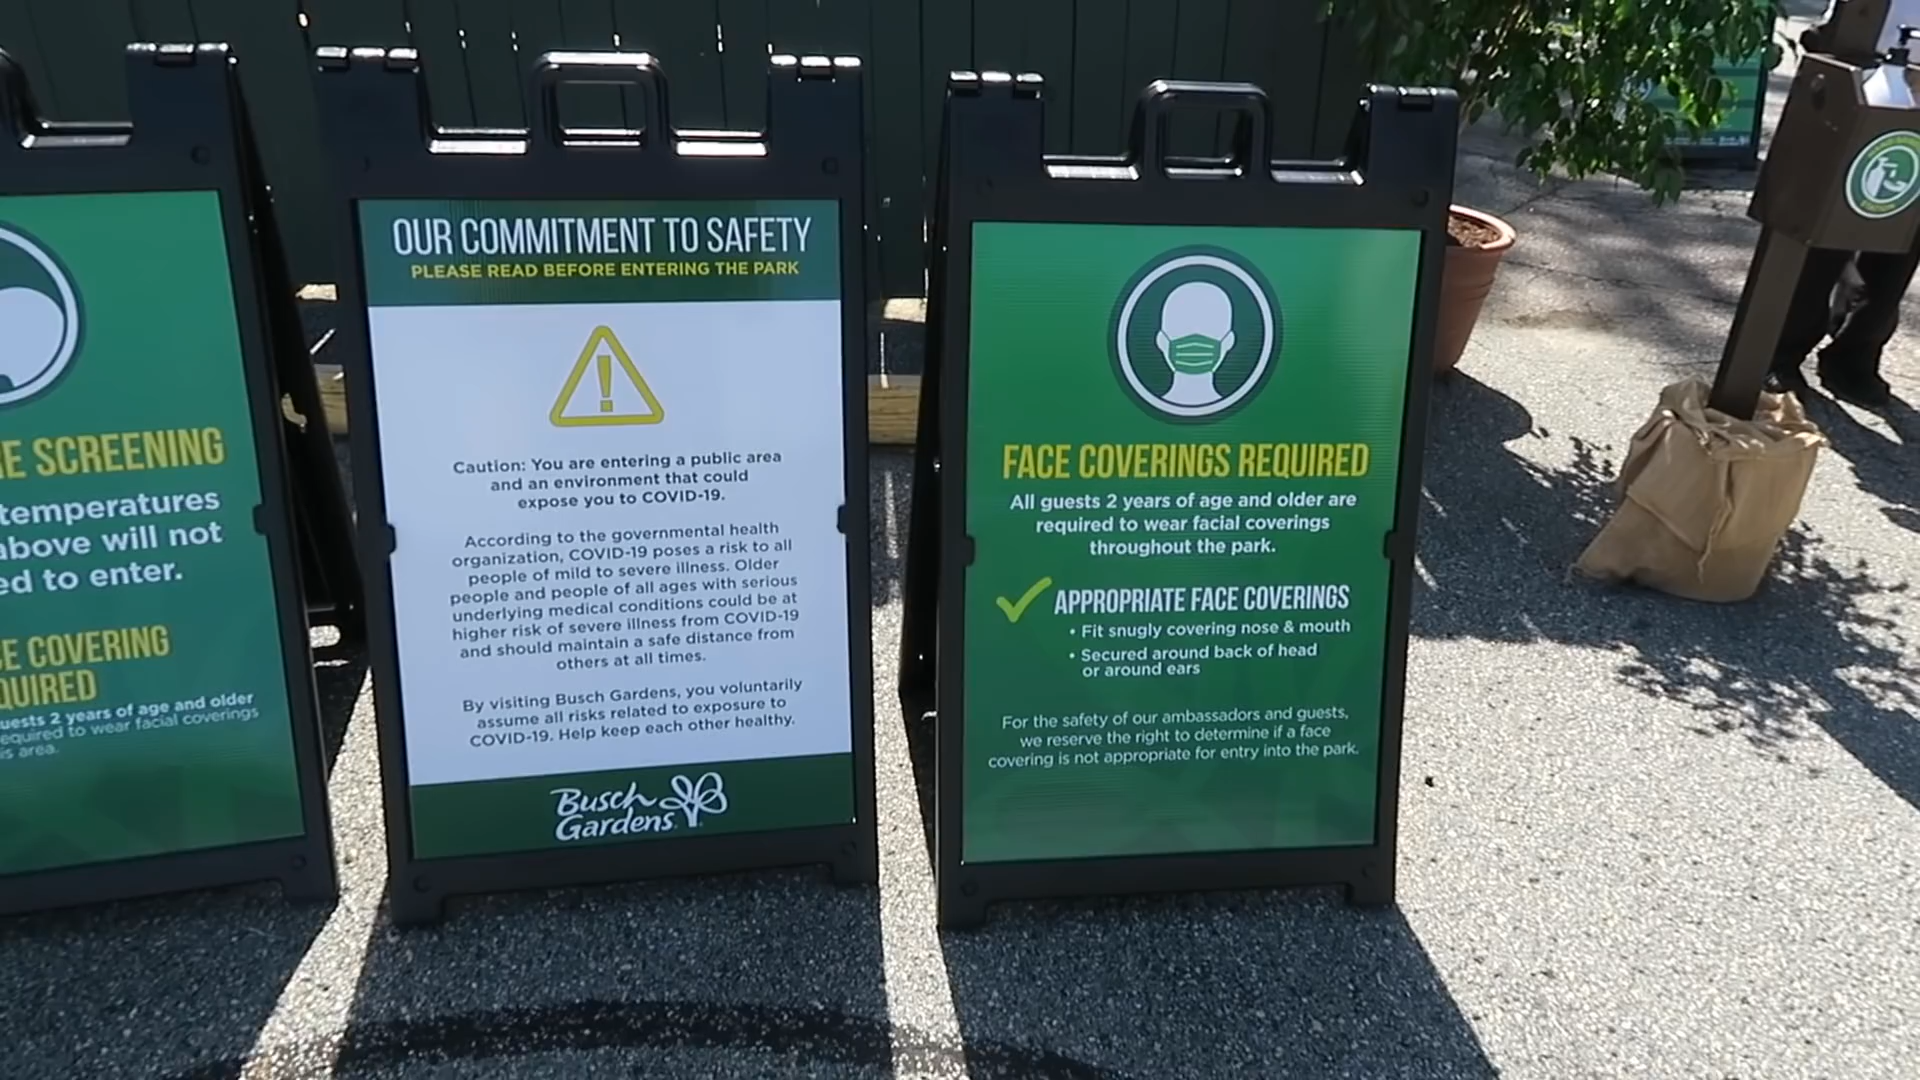 SCREENING
temperatures
above will not
to enter.
COVERING
2 years of age and older
required to wear facial coverings
area.
OUR COMMITMENT TO SAFETY
PLEASE READ BEFORE ENTERING THE PARK
Caution: You are entering a public area
and an environment that could
expose you to COVID-19.
According to the governmental health
organization, COVID-19 poses a risk to all
people of mild to severe illness. Older
people and people of all ages with serious
underlying medical conditions could be at
higher risk of severe illness from COVID-19
and should maintain a safe distance from
others at all times.
By visiting Busch Gardens, you voluntarily
assume all risks related to exposure to
COVID-19. Help keep each other healthy.
Busch
Gardens
FACE COVERINGS REQUIRED
All guests 2 years of age and older are
required to wear facial coverings
throughout the park.
APPROPRIATE FACE COVERINGS
• Fit snugly covering nose & mouth
• Secured around back of head
or around ears
For the safety of our ambassadors and guests,
we reserve the right to determine if a face
covering is not appropriate for entry into the park.
STATION